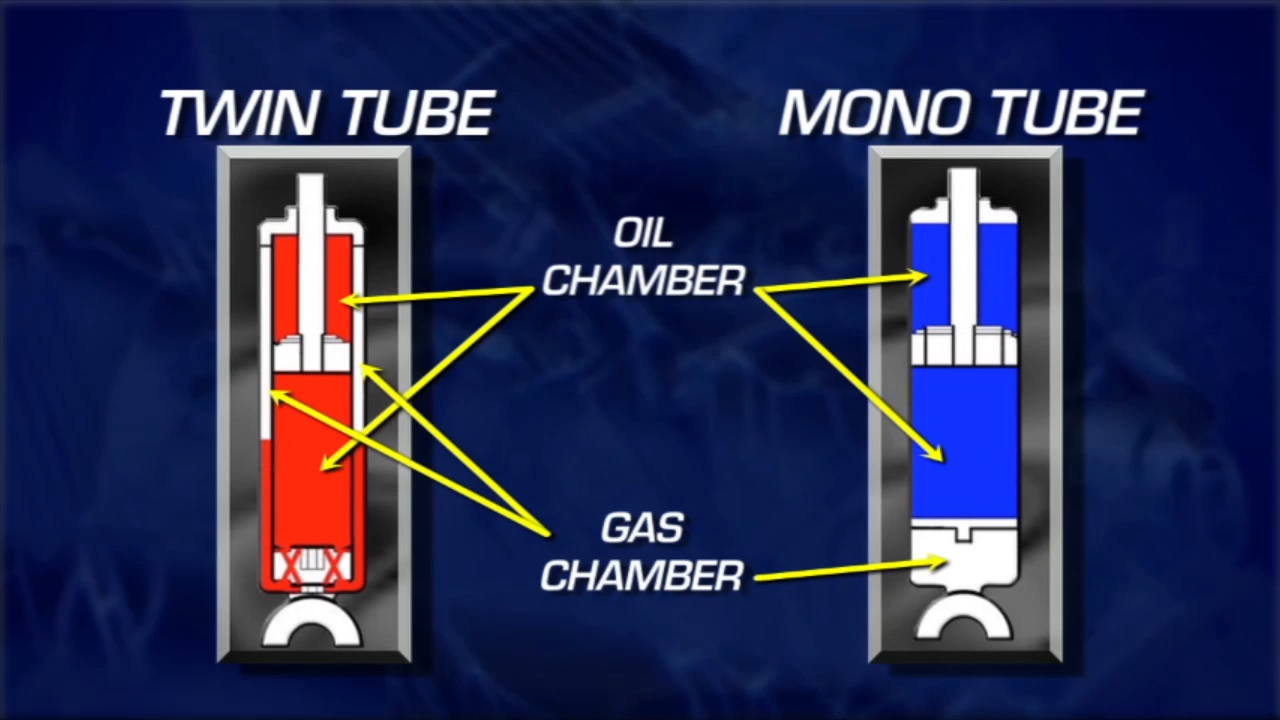 TWIN TUBE
MONO TUBE
OIL
CHAMBER
GAS
CHAMBER